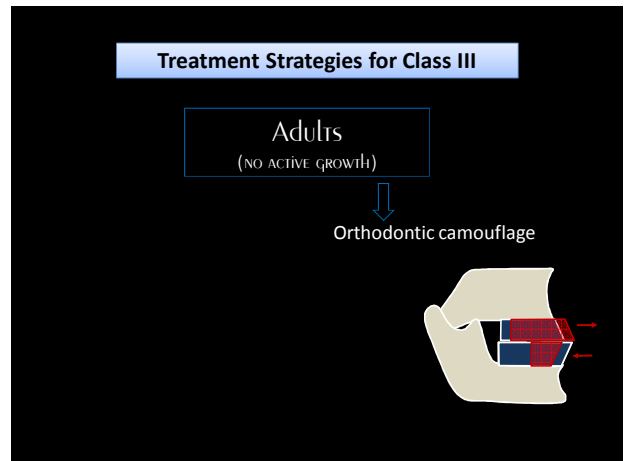 Treatment Strategies for Class III
Adults
(no active growth)
Orthodontic camouflage